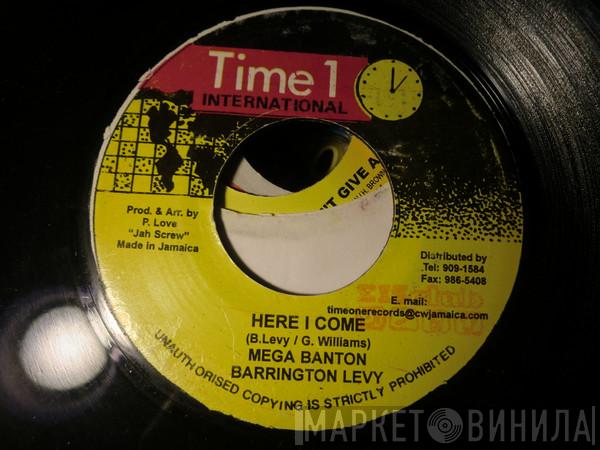 Time 1
INTERNATIONAL
T GIVE A
H. BROWN
Prod. & Arr. by
P. Love
"Jah Screw"
Made in Jamaica
Distributed by
Tel: 909-1584
Fax: 986-5408
E. mail:
timeonerecords@cwjamaica.com
HERE I COME
(B.Levy / G. Williams)
MEGA BANTON
BARRINGTON LEVY
UNAUTHORISED COPYING IS STRICTLY PROHIBITED
МАРКЕТ ВИНИЛА